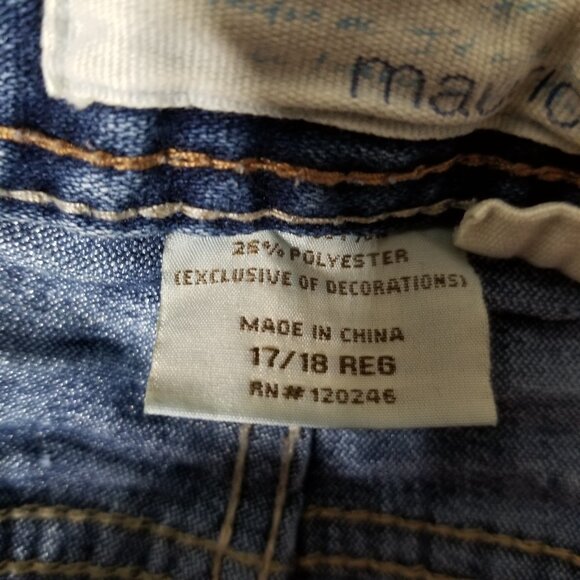 25% POLYESTER
(EXCLUSIVE OF DECORATIONS)
MADE IN CHINA
17/18 REG
RN# 120246